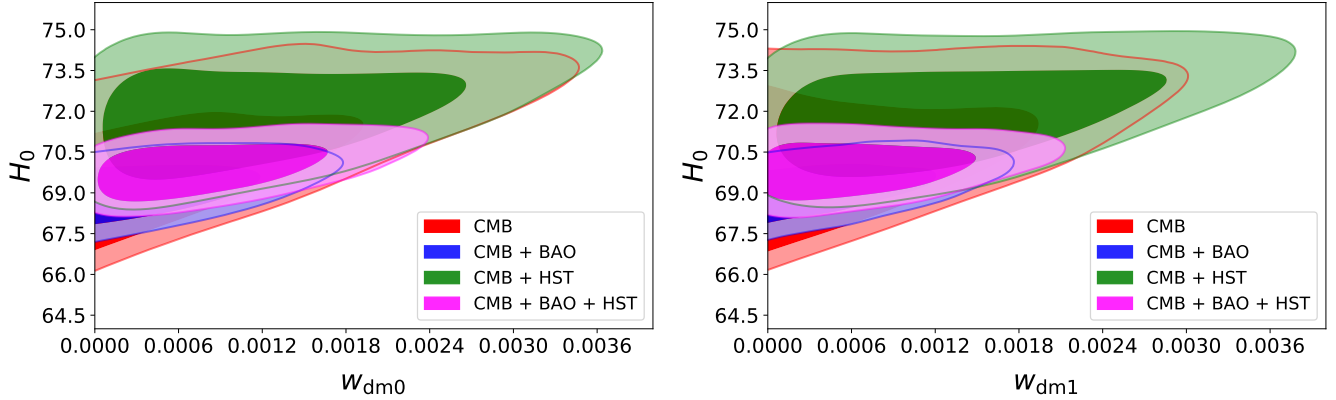 75.0
73.5
72.0
70.5
69.0
67.5
66.0
64.5
H0
0.0000 0.0006 0.0012 0.0018 0.0024 0.0030 0.0036
wdm0
CMB
CMB + BAO
CMB + HST
CMB + BAO + HST
75.0
73.5
72.0
70.5
69.0
67.5
66.0
64.5
H0
0.0000 0.0006 0.0012 0.0018 0.0024 0.0030 0.0036
wdm1
CMB
CMB + BAO
CMB + HST
CMB + BAO + HST